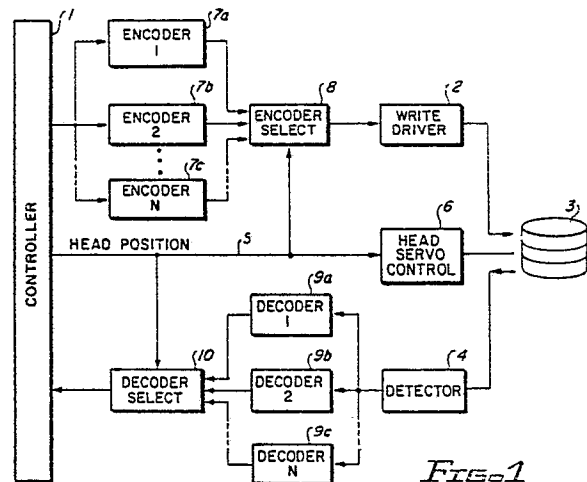 1
CONTROLLER
7a
ENCODER
1
7b
ENCODER
2
7c
ENCODER
N
8
ENCODER
SELECT
2
WRITE
DRIVER
3
HEAD POSITION
5
6
HEAD
SERVO
CONTROL
9a
DECODER
1
10
DECODER
SELECT
9b
DECODER
2
4
DETECTOR
9c
DECODER
N
FIG. 1